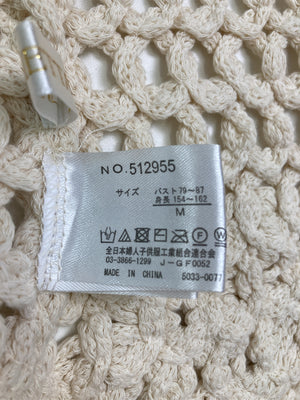 NO.512955
サイズ バスト79〜87
身長154〜162
M
全日本婦人子供服工業組合連合会
03-3866-1299 J-GF0052
MADE IN CHINA 5033-0077